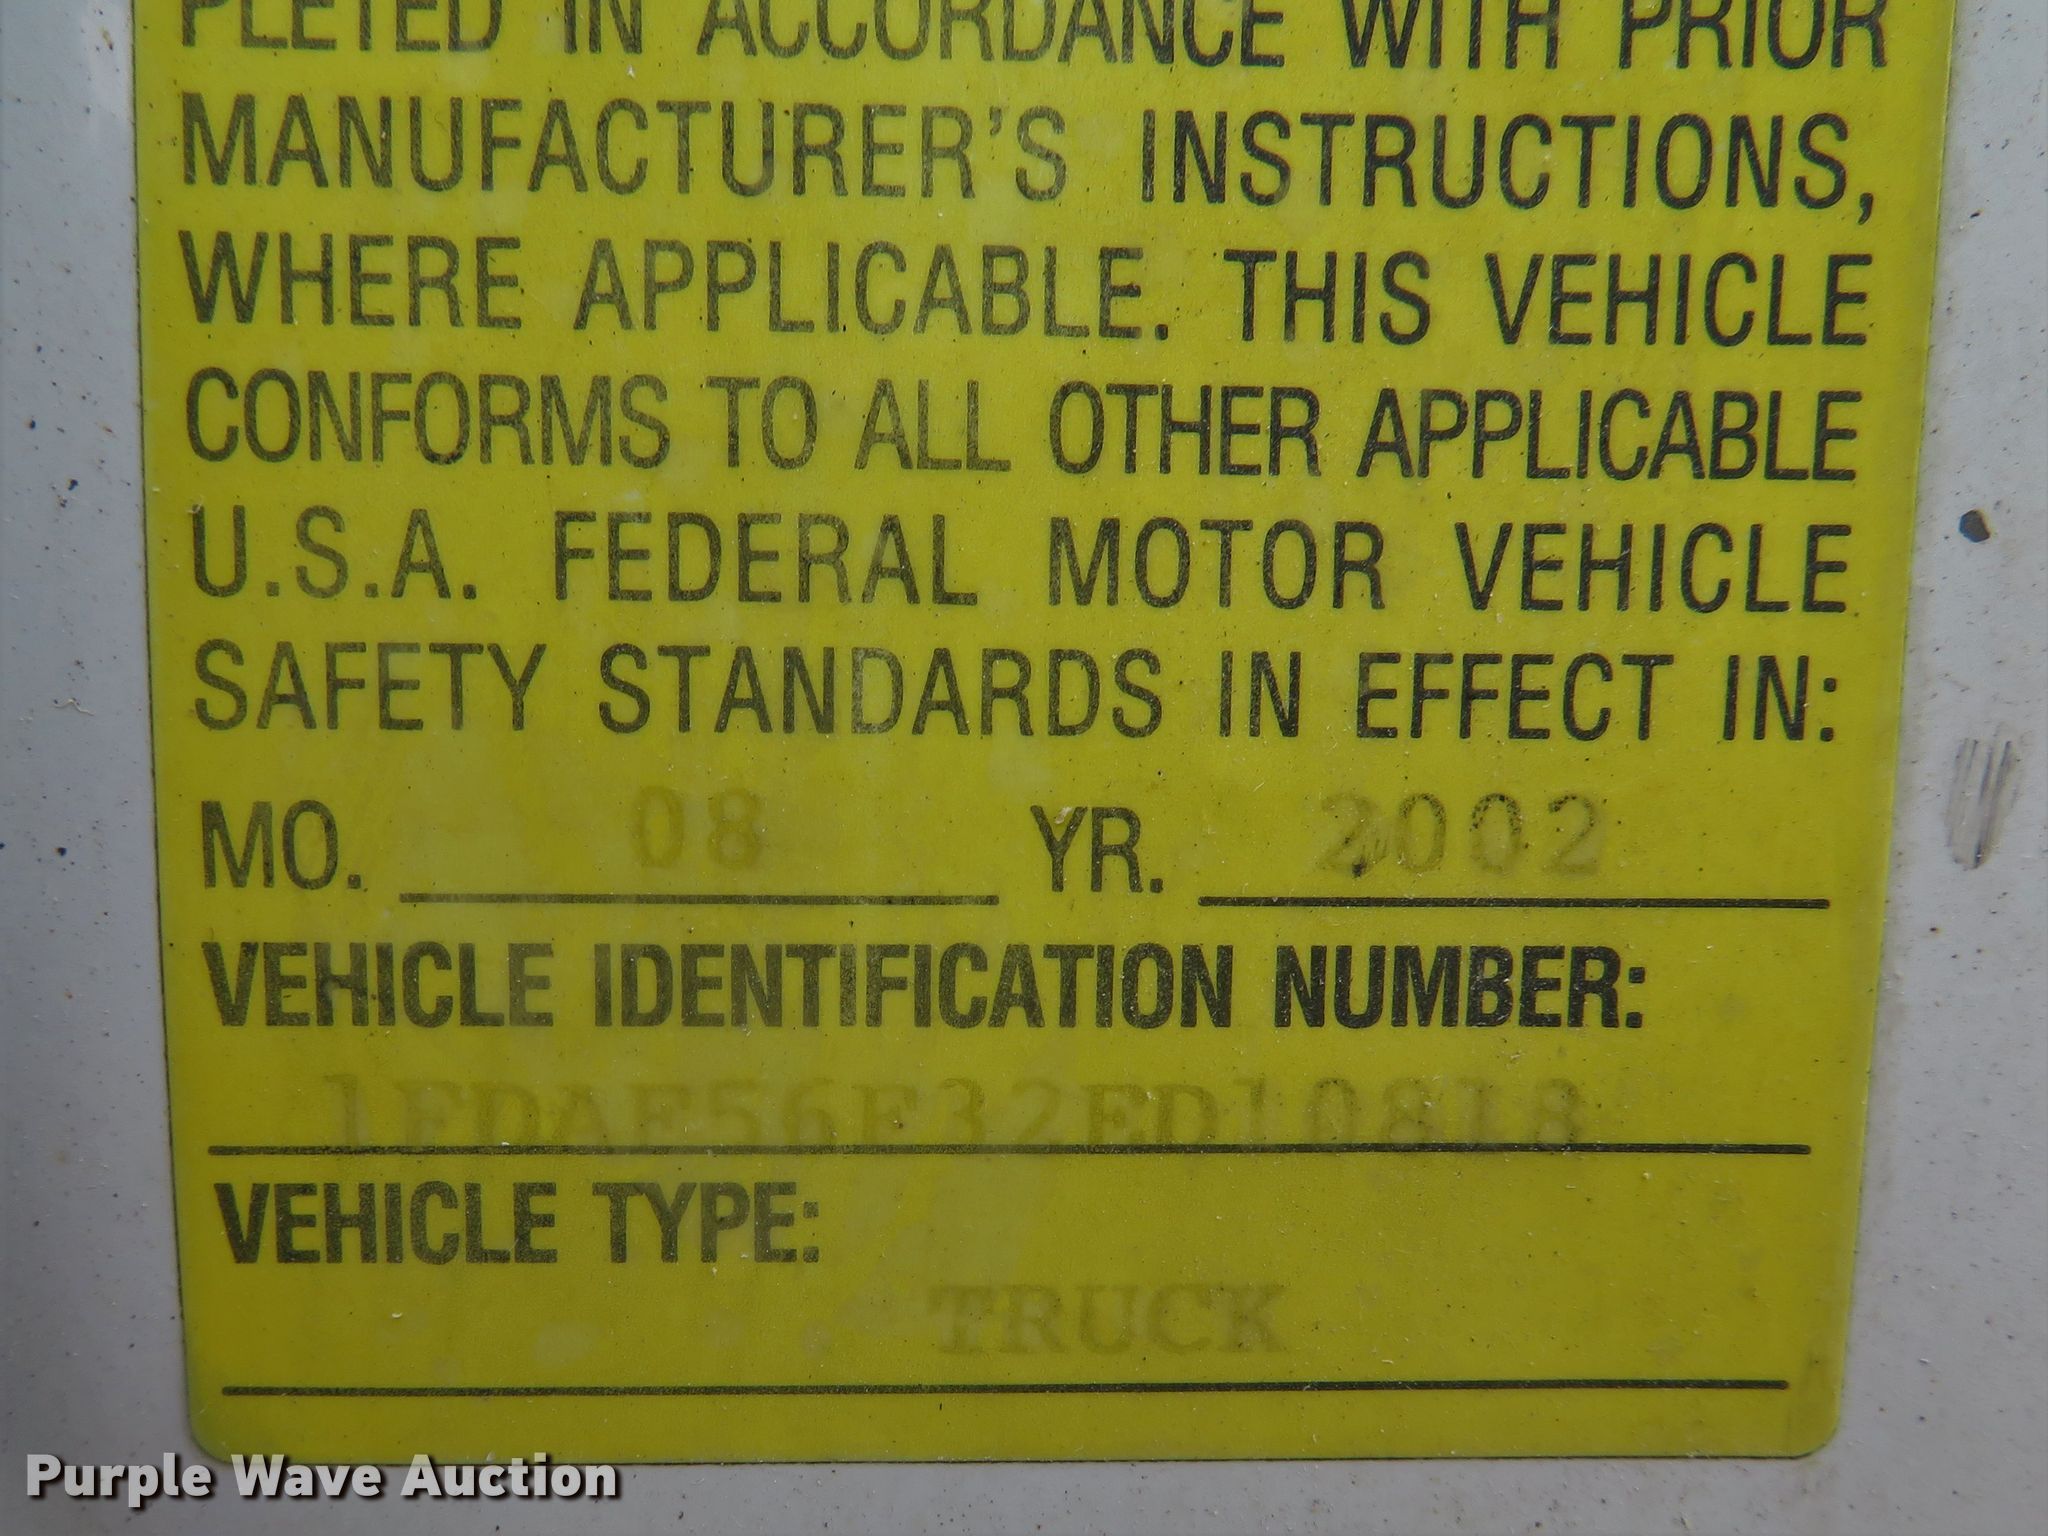 PLETED IN ACCORDANCE WITH PRIOR
MANUFACTURER'S INSTRUCTIONS,
WHERE APPLICABLE. THIS VEHICLE
CONFORMS TO ALL OTHER APPLICABLE
U.S.A. FEDERAL MOTOR VEHICLE
SAFETY STANDARDS IN EFFECT IN:
MO. 08 YR. 2002
VEHICLE IDENTIFICATION NUMBER:
1FDAF56F32ED10818
VEHICLE TYPE:
TRUCK
Purple Wave Auction